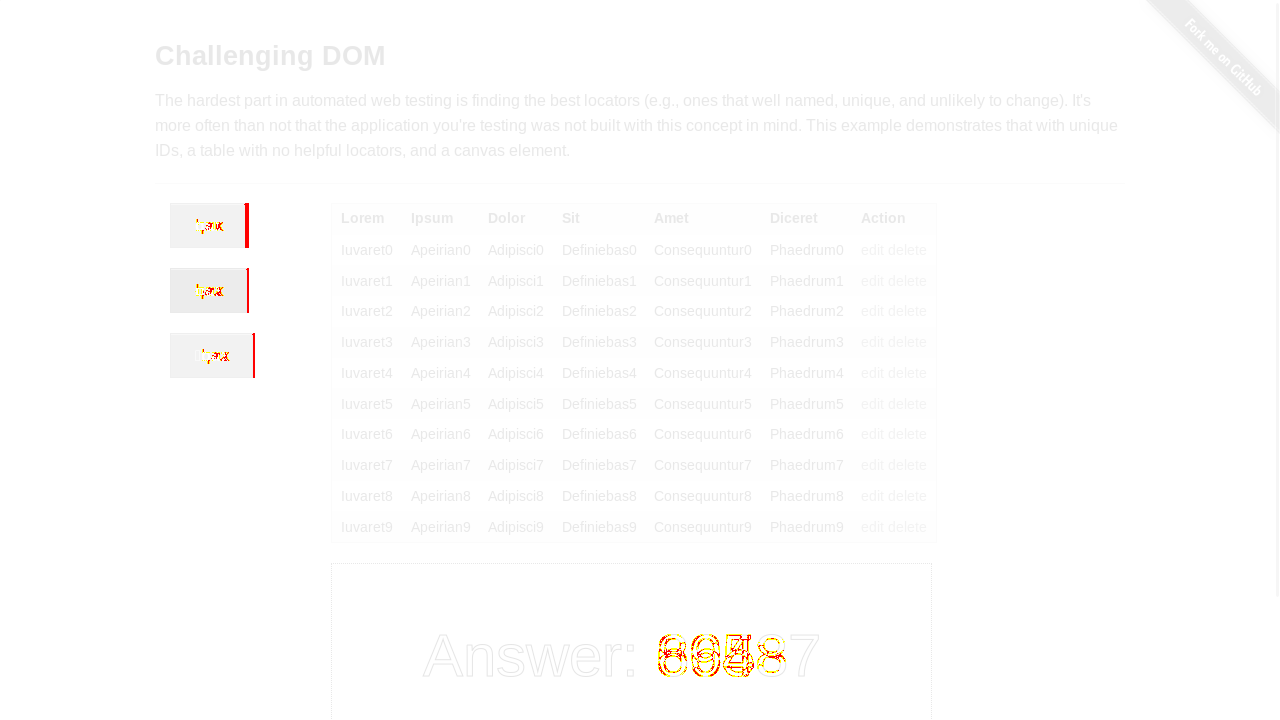 Fork me on GitHub
Challenging DOM
The hardest part in automated web testing is finding the best locators (e.g., ones that well named, unique, and unlikely to change). It's
more often than not that the application you're testing was not built with this concept in mind. This example demonstrates that with unique
IDs, a table with no helpful locators, and a canvas element.
Lorem Ipsum Dolor Sit Amet Diceret Action
Iuvaret0 Apeirian0 Adipisci0 Definiebas0 Consequuntur0 Phaedrum0 edit delete
Iuvaret1 Apeirian1 Adipisci1 Definiebas1 Consequuntur1 Phaedrum1 edit delete
Iuvaret2 Apeirian2 Adipisci2 Definiebas2 Consequuntur2 Phaedrum2 edit delete
Iuvaret3 Apeirian3 Adipisci3 Definiebas3 Consequuntur3 Phaedrum3 edit delete
Iuvaret4 Apeirian4 Adipisci4 Definiebas4 Consequuntur4 Phaedrum4 edit delete
Iuvaret5 Apeirian5 Adipisci5 Definiebas5 Consequuntur5 Phaedrum5 edit delete
Iuvaret6 Apeirian6 Adipisci6 Definiebas6 Consequuntur6 Phaedrum6 edit delete
Iuvaret7 Apeirian7 Adipisci7 Definiebas7 Consequuntur7 Phaedrum7 edit delete
Iuvaret8 Apeirian8 Adipisci8 Definiebas8 Consequuntur8 Phaedrum8 edit delete
Iuvaret9 Apeirian9 Adipisci9 Definiebas9 Consequuntur9 Phaedrum9 edit delete
Answer: